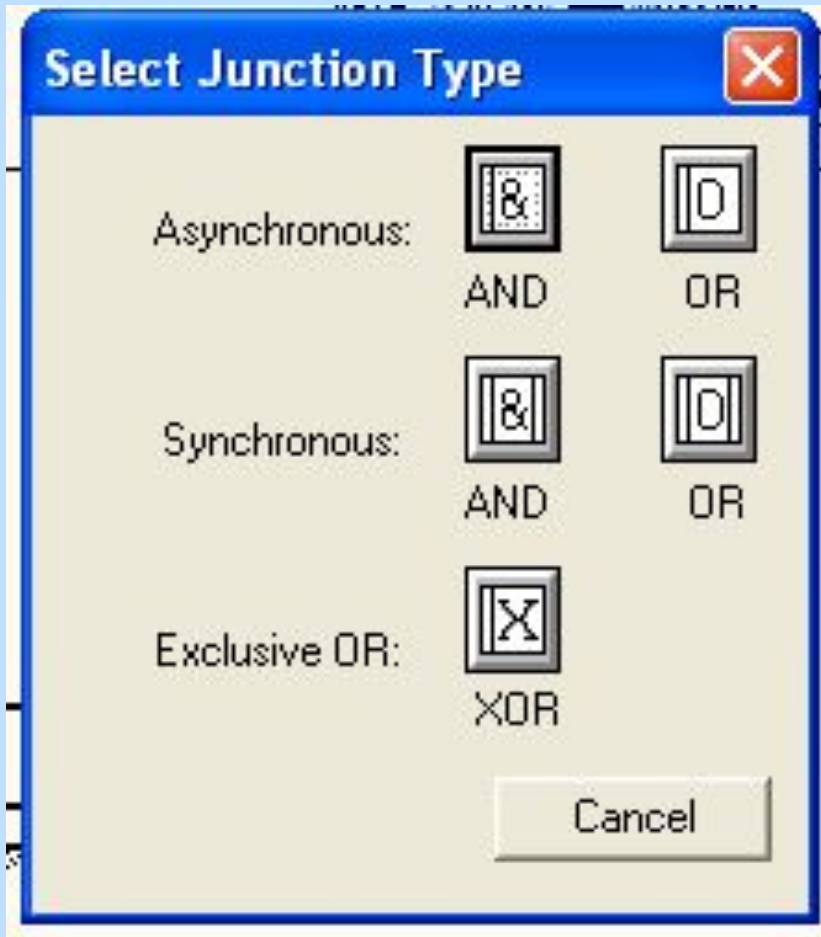 Select Junction Type
Asynchronous:
& O
AND OR
Synchronous:
& O
AND OR
Exclusive OR:
X
XOR
Cancel